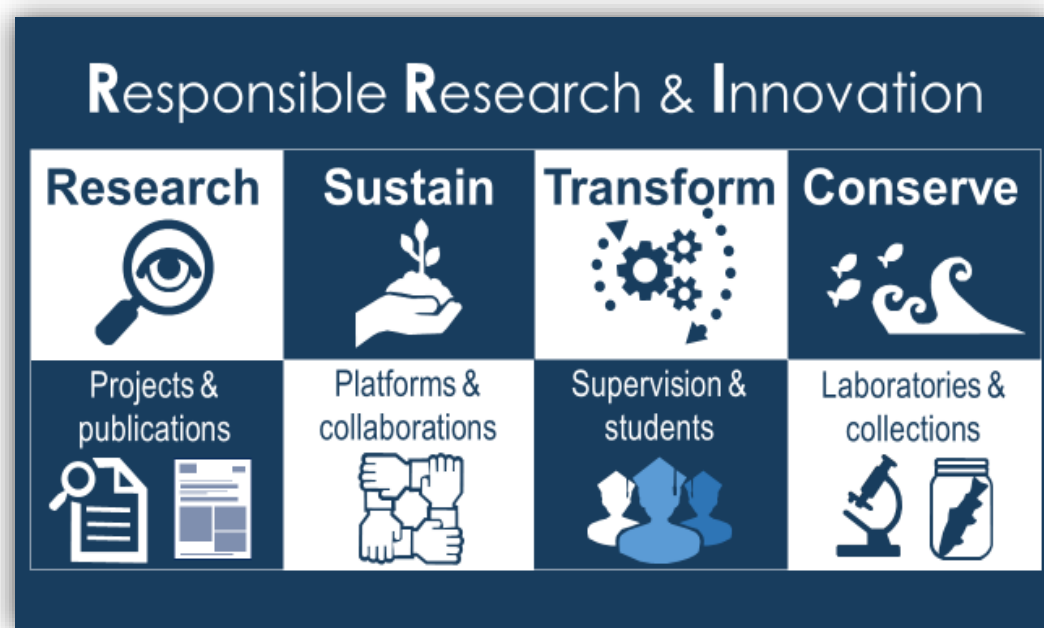 Responsible Research & Innovation
Research
Sustain
Transform
Conserve
Projects &
publications
Platforms &
collaborations
Supervision &
students
Laboratories &
collections